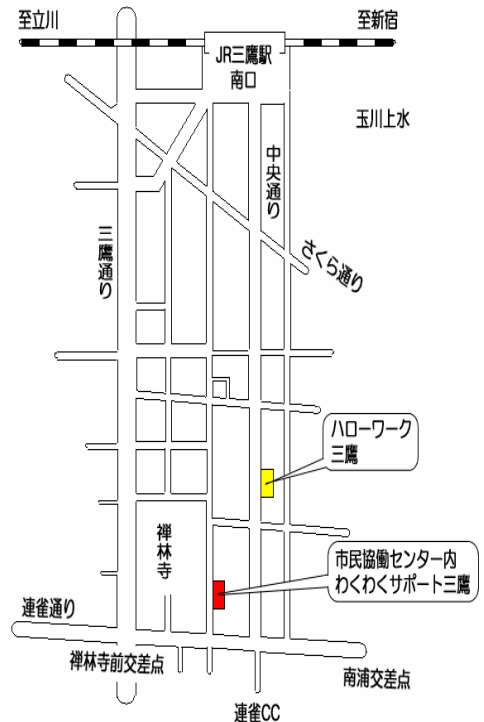 至立川
至新宿
JR三鷹駅
南口
玉川上水
中央通り
さくら通り
三鷹通り
ハローワーク
三鷹
禅林寺
市民協働センター内
わくわくサポート三鷹
連雀通り
禅林寺前交差点
南浦交差点
連雀CC